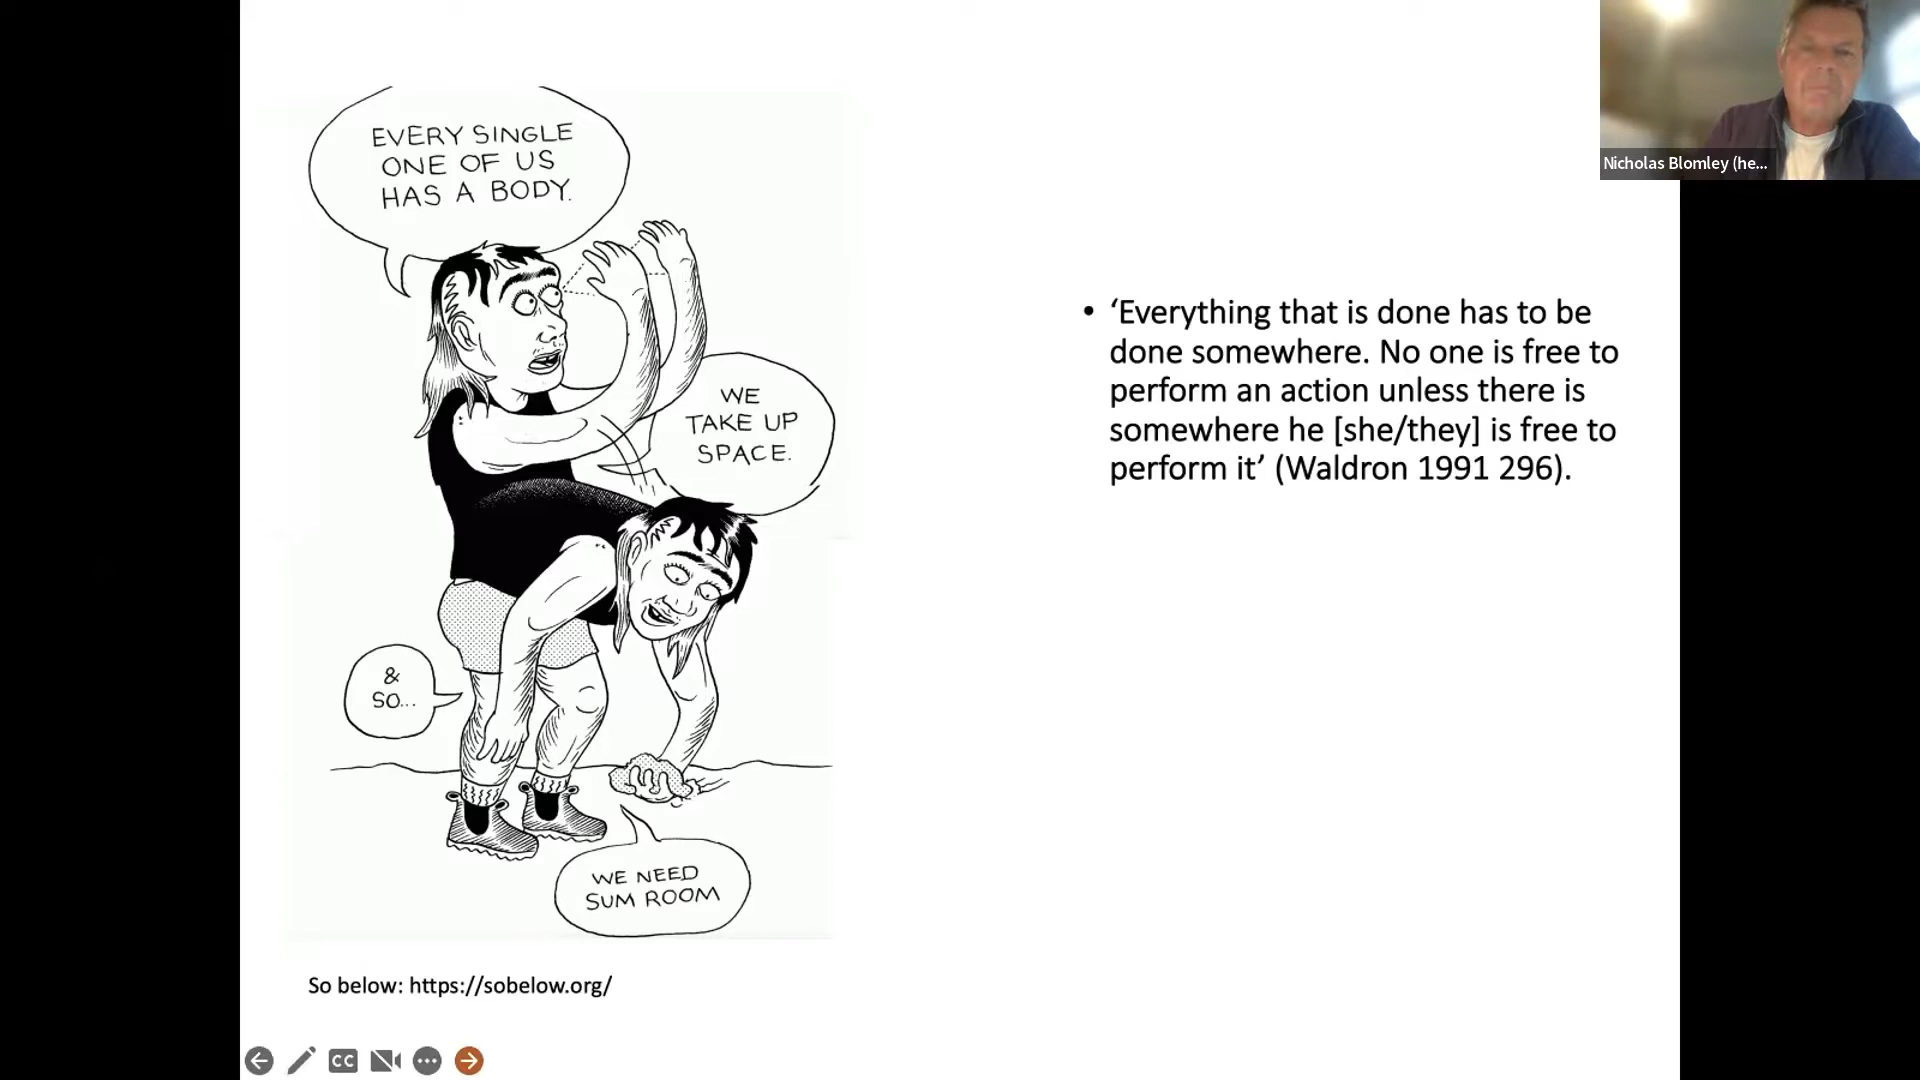 EVERY SINGLE
ONE OF US
HAS A BODY.
WE
TAKE UP
SPACE.
&
SO...
WE NEED
SUM ROOM
So below: https://sobelow.org/
• ‘Everything that is done has to be
done somewhere. No one is free to
perform an action unless there is
somewhere he [she/they] is free to
perform it’ (Waldron 1991 296).
Nicholas Blomley (he...
CC